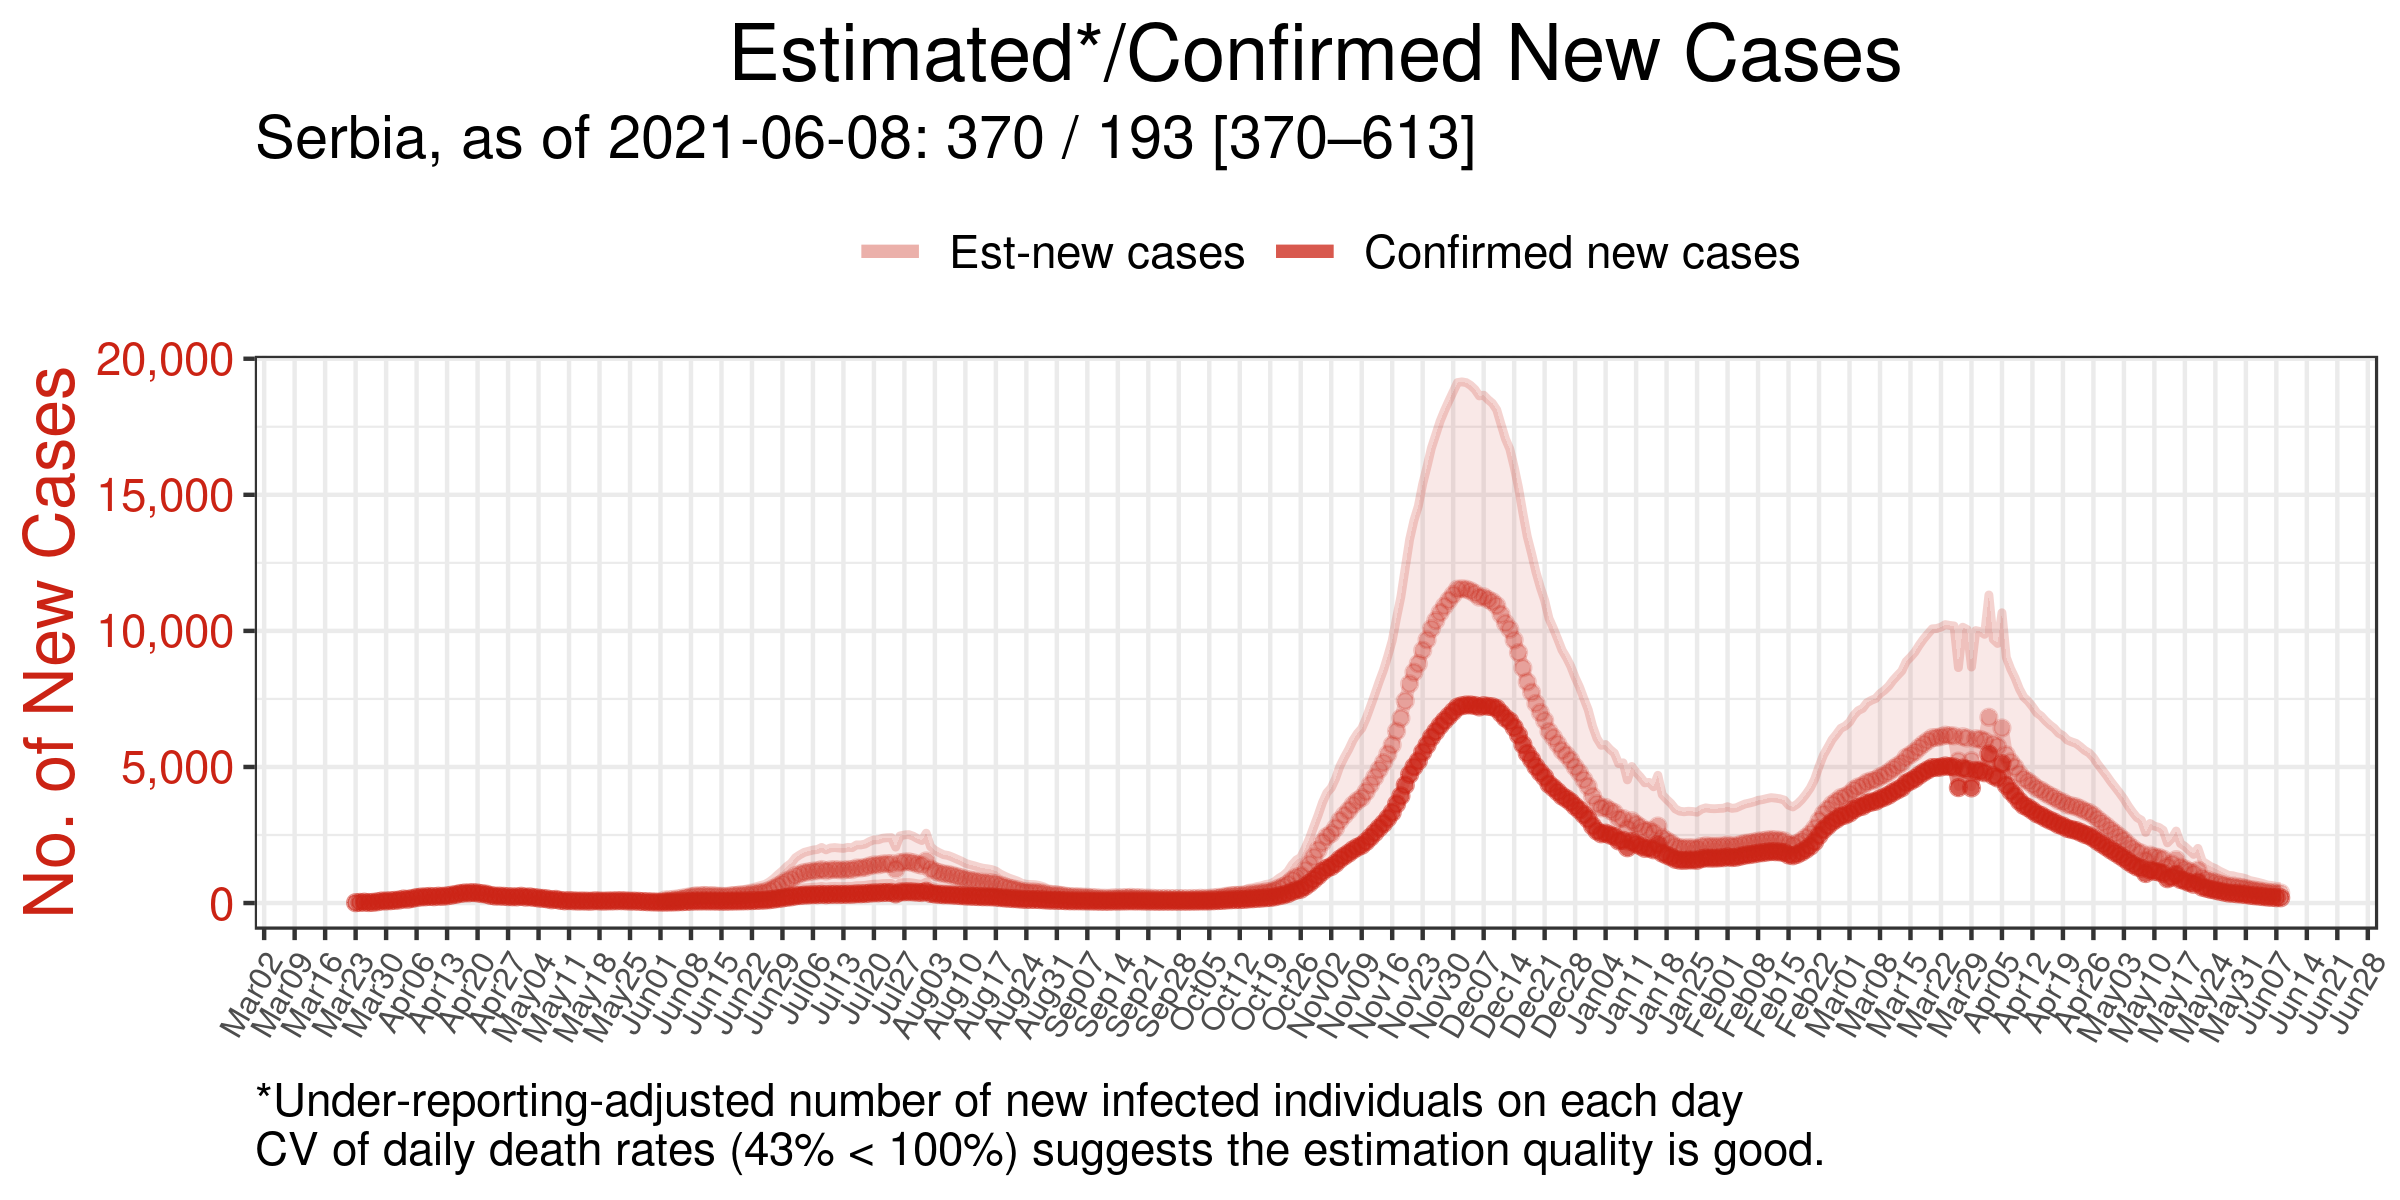 Estimated*/Confirmed New Cases
Serbia, as of 2021-06-08: 370 / 193 [370–613]
Est-new cases
Confirmed new cases
No. of New Cases
20,000
15,000
10,000
5,000
0
Mar02
Mar09
Mar16
Mar23
Mar30
Apr06
Apr13
Apr20
Apr27
May04
May11
May18
May25
Jun01
Jun08
Jun15
Jun22
Jun29
Jul06
Jul13
Jul20
Jul27
Aug03
Aug10
Aug17
Aug24
Aug31
Sep07
Sep14
Sep21
Sep28
Oct05
Oct12
Oct19
Oct26
Nov02
Nov09
Nov16
Nov23
Nov30
Dec07
Dec14
Dec21
Dec28
Jan04
Jan11
Jan18
Jan25
Feb01
Feb08
Feb15
Feb22
Mar01
Mar08
Mar15
Mar22
Mar29
Apr05
Apr12
Apr19
Apr26
May03
May10
May17
May24
May31
Jun07
Jun14
Jun21
Jun28
*Under-reporting-adjusted number of new infected individuals on each day
CV of daily death rates (43% < 100%) suggests the estimation quality is good.